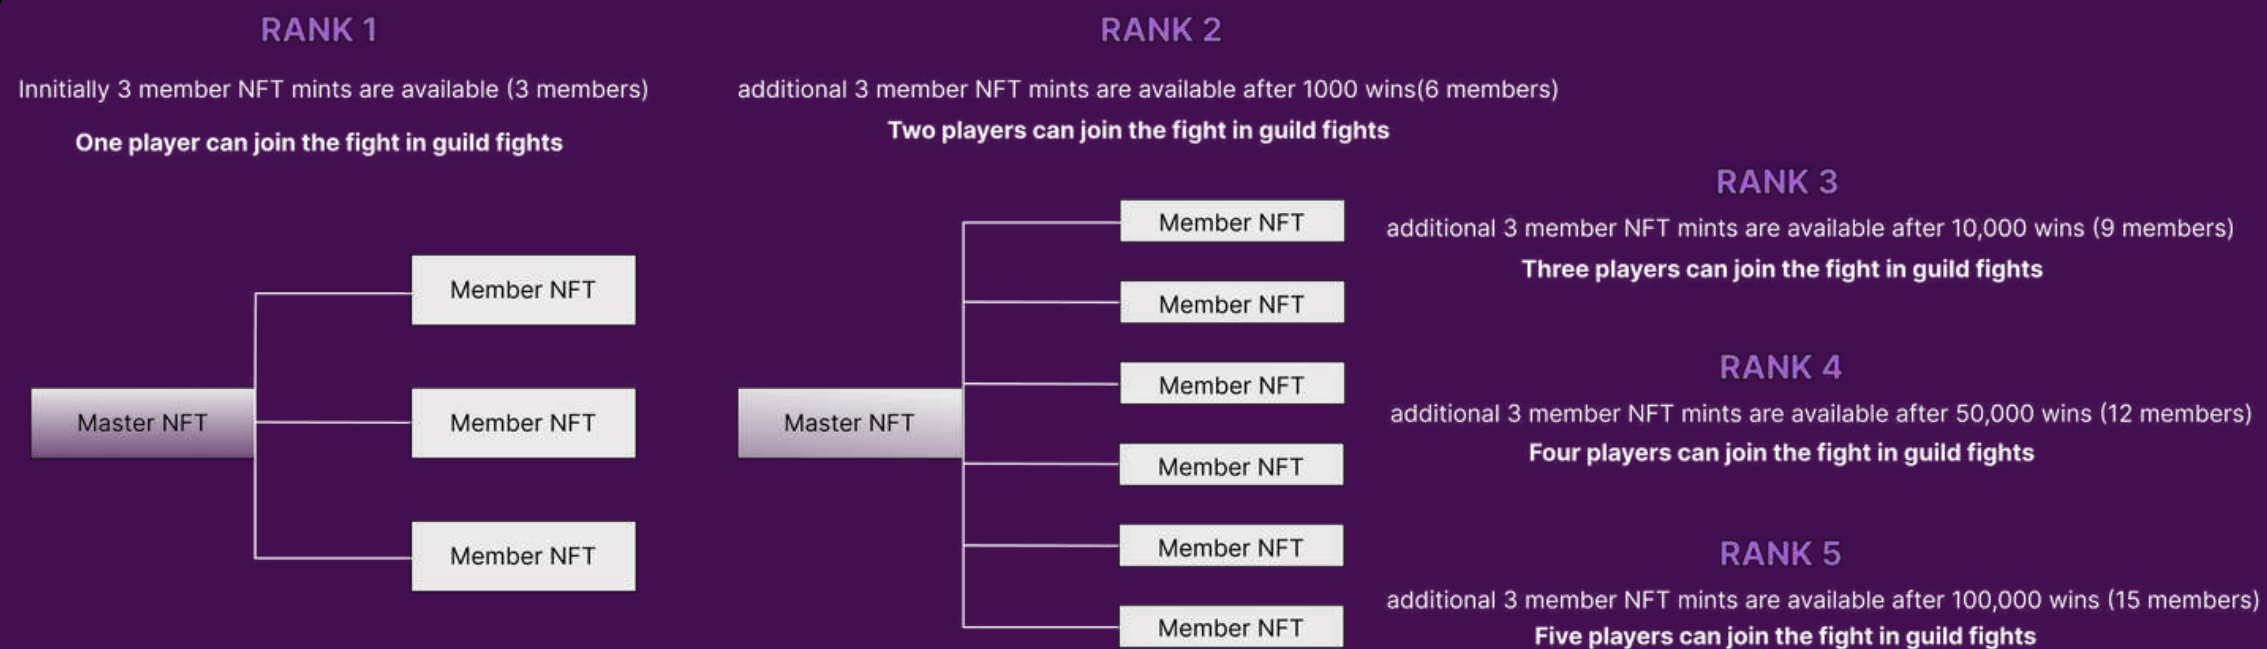 RANK 1
Innitially 3 member NFT mints are available (3 members)
One player can join the fight in guild fights
Master NFT
Member NFT
Member NFT
Member NFT
RANK 2
additional 3 member NFT mints are available after 1000 wins(6 members)
Two players can join the fight in guild fights
Master NFT
Member NFT
Member NFT
Member NFT
Member NFT
Member NFT
Member NFT
RANK 3
additional 3 member NFT mints are available after 10,000 wins (9 members)
Three players can join the fight in guild fights
RANK 4
additional 3 member NFT mints are available after 50,000 wins (12 members)
Four players can join the fight in guild fights
RANK 5
additional 3 member NFT mints are available after 100,000 wins (15 members)
Five players can join the fight in guild fights